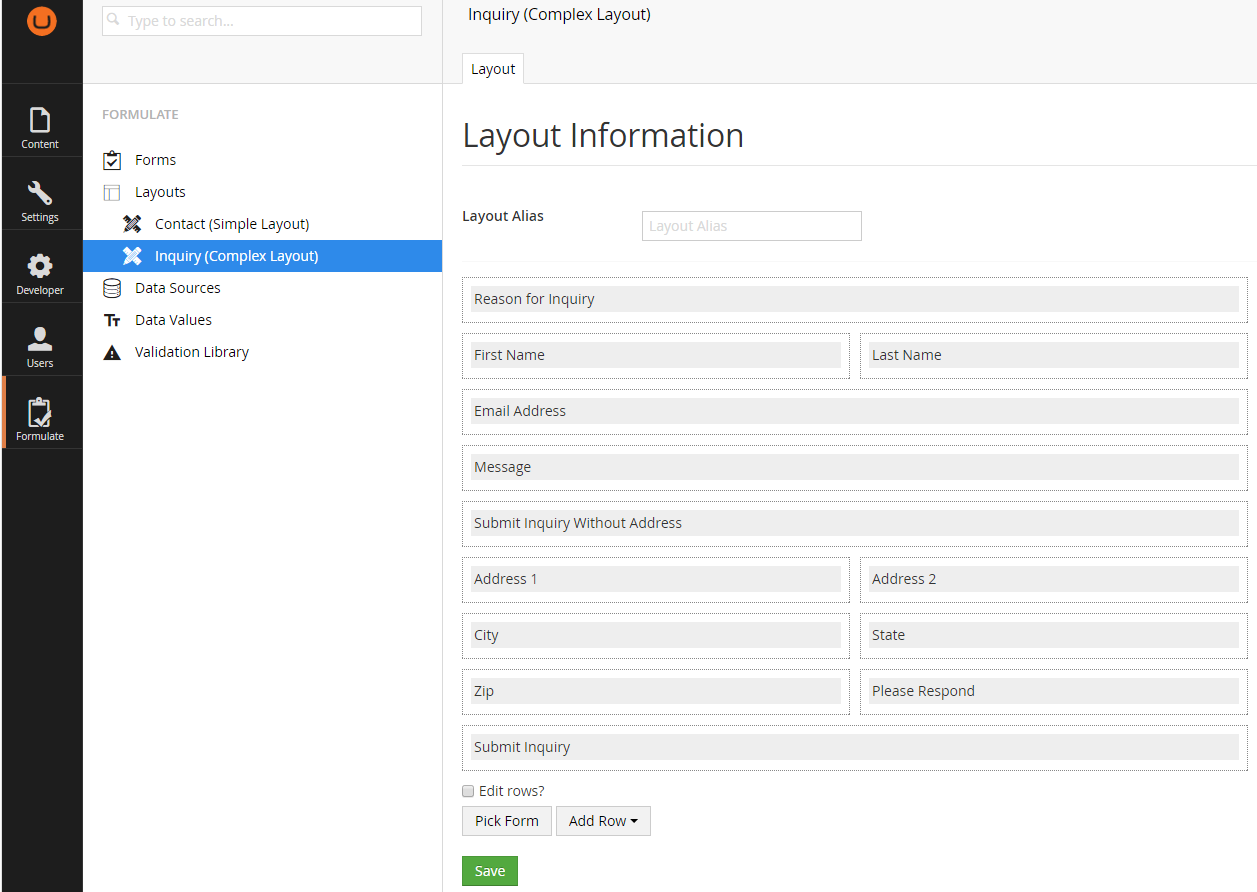 Type to search...
Content
Settings
Developer
Users
Formulate
FORMULATE
Forms
Layouts
Contact (Simple Layout)
Inquiry (Complex Layout)
Data Sources
Data Values
Validation Library
Inquiry (Complex Layout)
Layout
Layout Information
Layout Alias Layout Alias
Reason for Inquiry
First Name Last Name
Email Address
Message
Submit Inquiry Without Address
Address 1 Address 2
City State
Zip Please Respond
Submit Inquiry
Edit rows?
Pick Form Add Row
Save